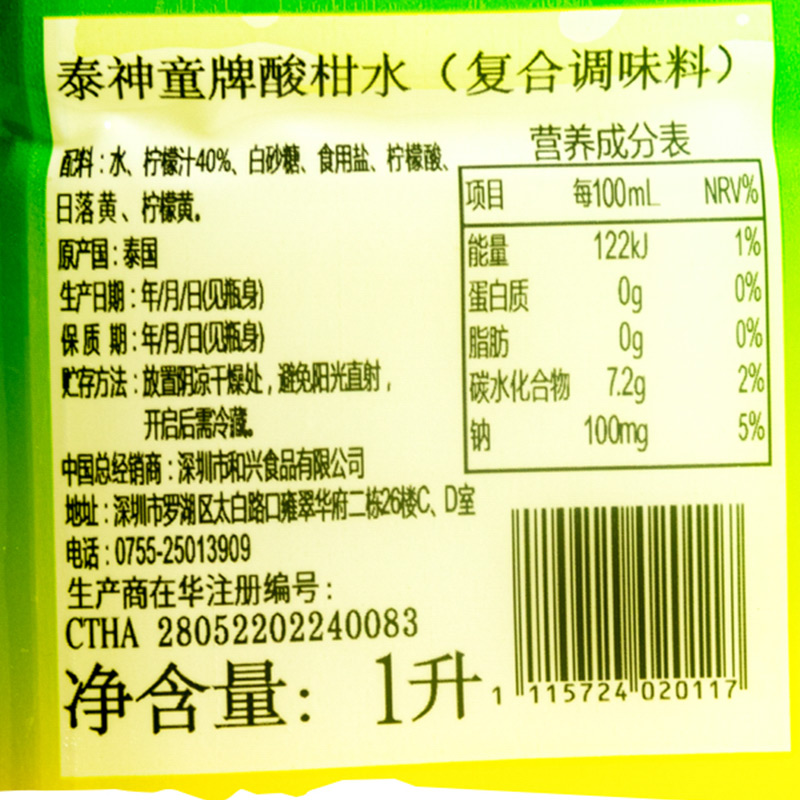 泰神童牌酸柑水（复合调味料）
配料：水、柠檬汁40%、白砂糖、食用盐、柠檬酸、
日落黄、柠檬黄。
原产国：泰国
生产日期：年/月/日(见瓶身)
保 质 期：年/月/日(见瓶身)
贮存方法：放置阴凉干燥处，避免阳光直射，
开启后需冷藏。
中国总经销商：深圳市和兴食品有限公司
地址：深圳市罗湖区太白路口雍翠华府二栋26楼C、D室
电话：0755-25013909
生产商在华注册编号：
CTHA 28052202240083
净含量：1升
营养成分表
项目 每100mL NRV%
能量 122kJ 1%
蛋白质 0g 0%
脂肪 0g 0%
碳水化合物 7.2g 2%
钠 100mg 5%
1 115724 020117